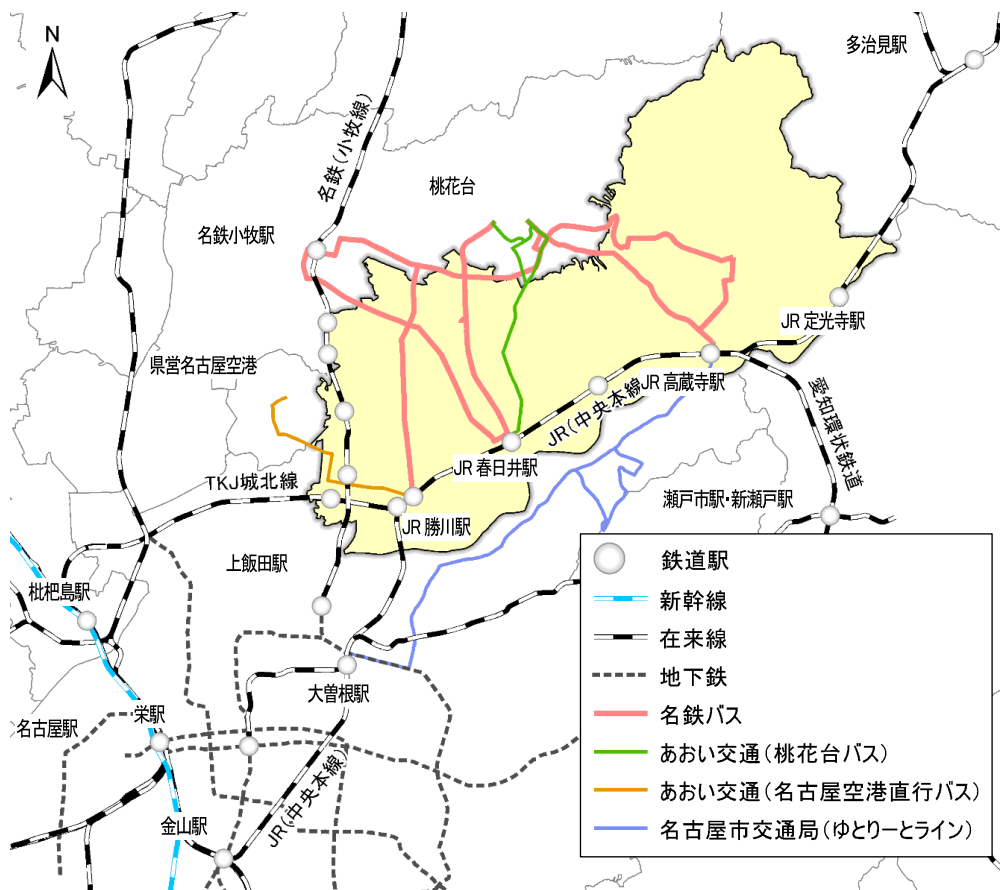 N
多治見駅
名鉄(小牧線)
桃花台
名鉄小牧駅
JR 定光寺駅
県営名古屋空港
JR 高蔵寺駅
JR(中央本線)
愛知環状鉄道
JR 春日井駅
TKJ城北線
瀬戸市駅・新瀬戸駅
JR 勝川駅
上飯田駅
枇杷島駅
大曽根駅
名古屋駅
栄駅
JR(中央本線)
金山駅
鉄道駅
新幹線
在来線
地下鉄
名鉄バス
あおい交通(桃花台バス)
あおい交通(名古屋空港直行バス)
名古屋市交通局(ゆとりーとライン)